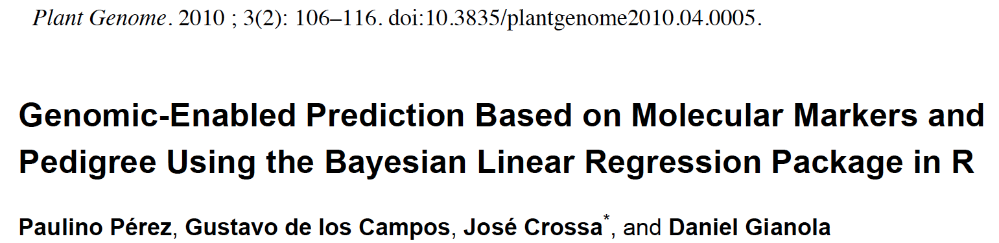 Plant Genome. 2010 ; 3(2): 106–116. doi:10.3835/plantgenome2010.04.0005.
Genomic-Enabled Prediction Based on Molecular Markers and
Pedigree Using the Bayesian Linear Regression Package in R
Paulino Pérez, Gustavo de los Campos, José Crossa*, and Daniel Gianola